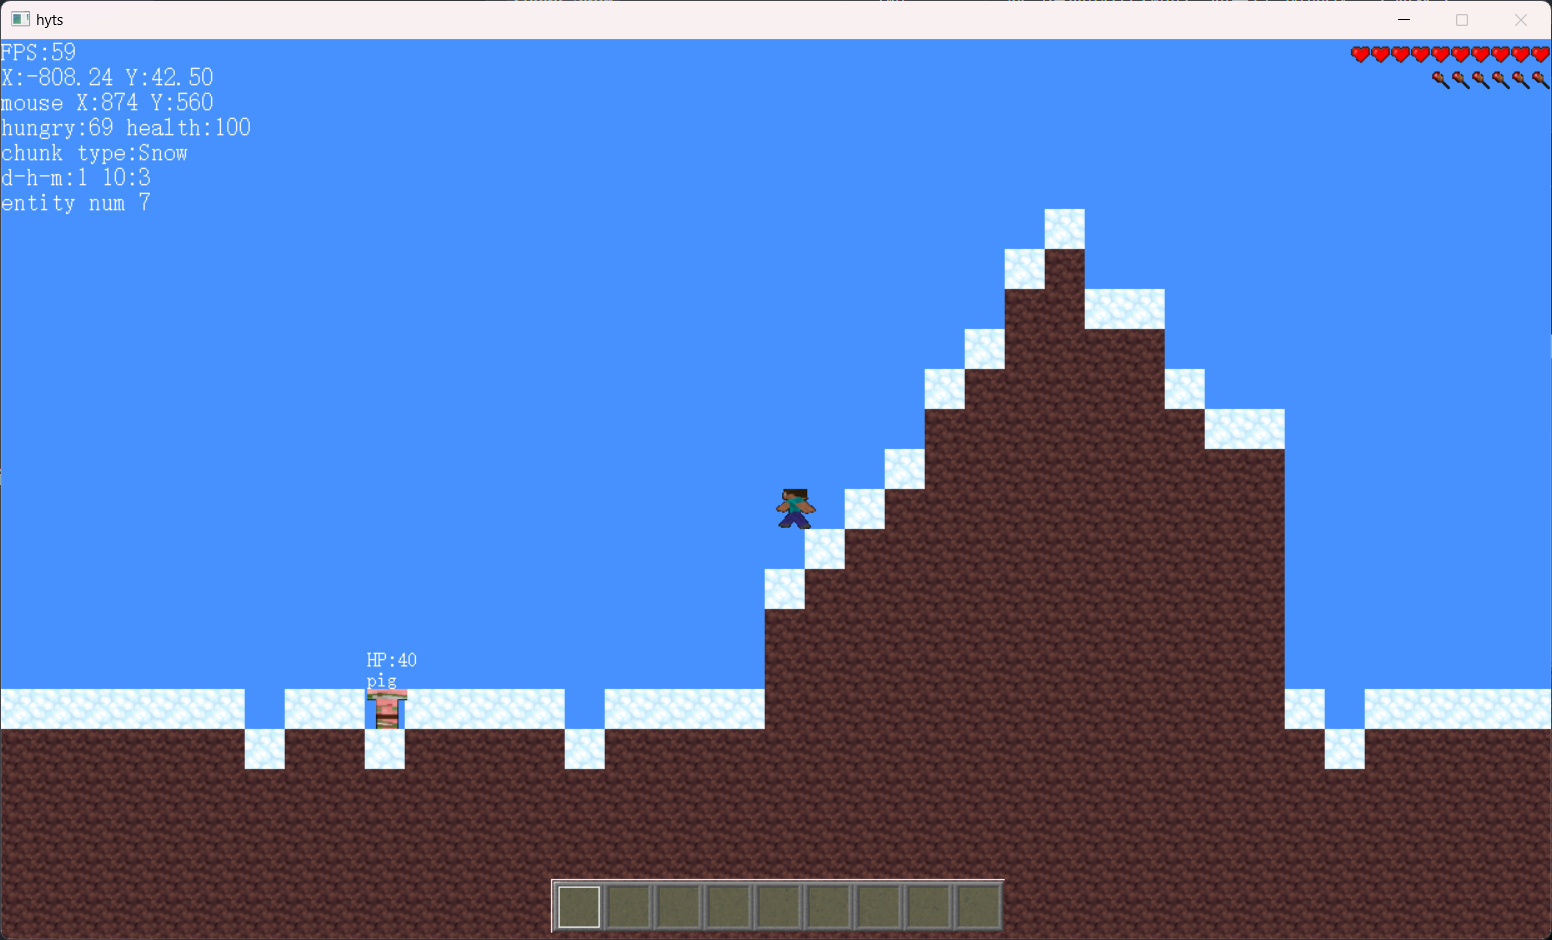 hyts
FPS:59
X:-808.24 Y:42.50
mouse X:874 Y:560
hungry:69 health:100
chunk type:Snow
d-h-m:1 10:3
entity num 7
HP:40
pig